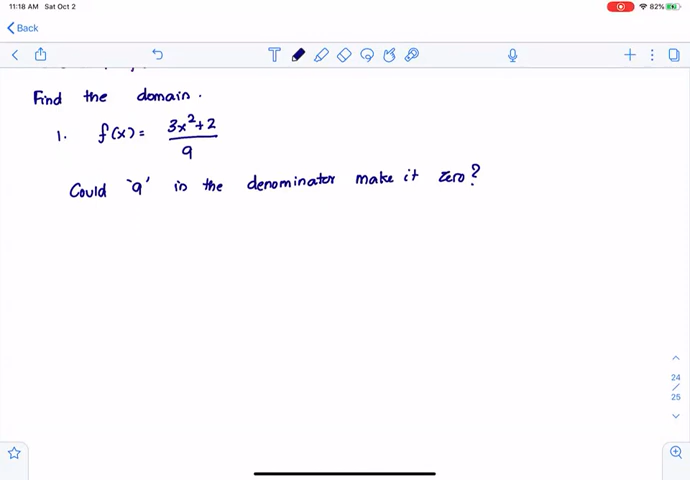 11:18 AM Sat Oct 2
82%
Back
T
Find the domain.
1. f(x) = 3x²+2
9
Could '9' in the denominator make it zero?
24
/
25